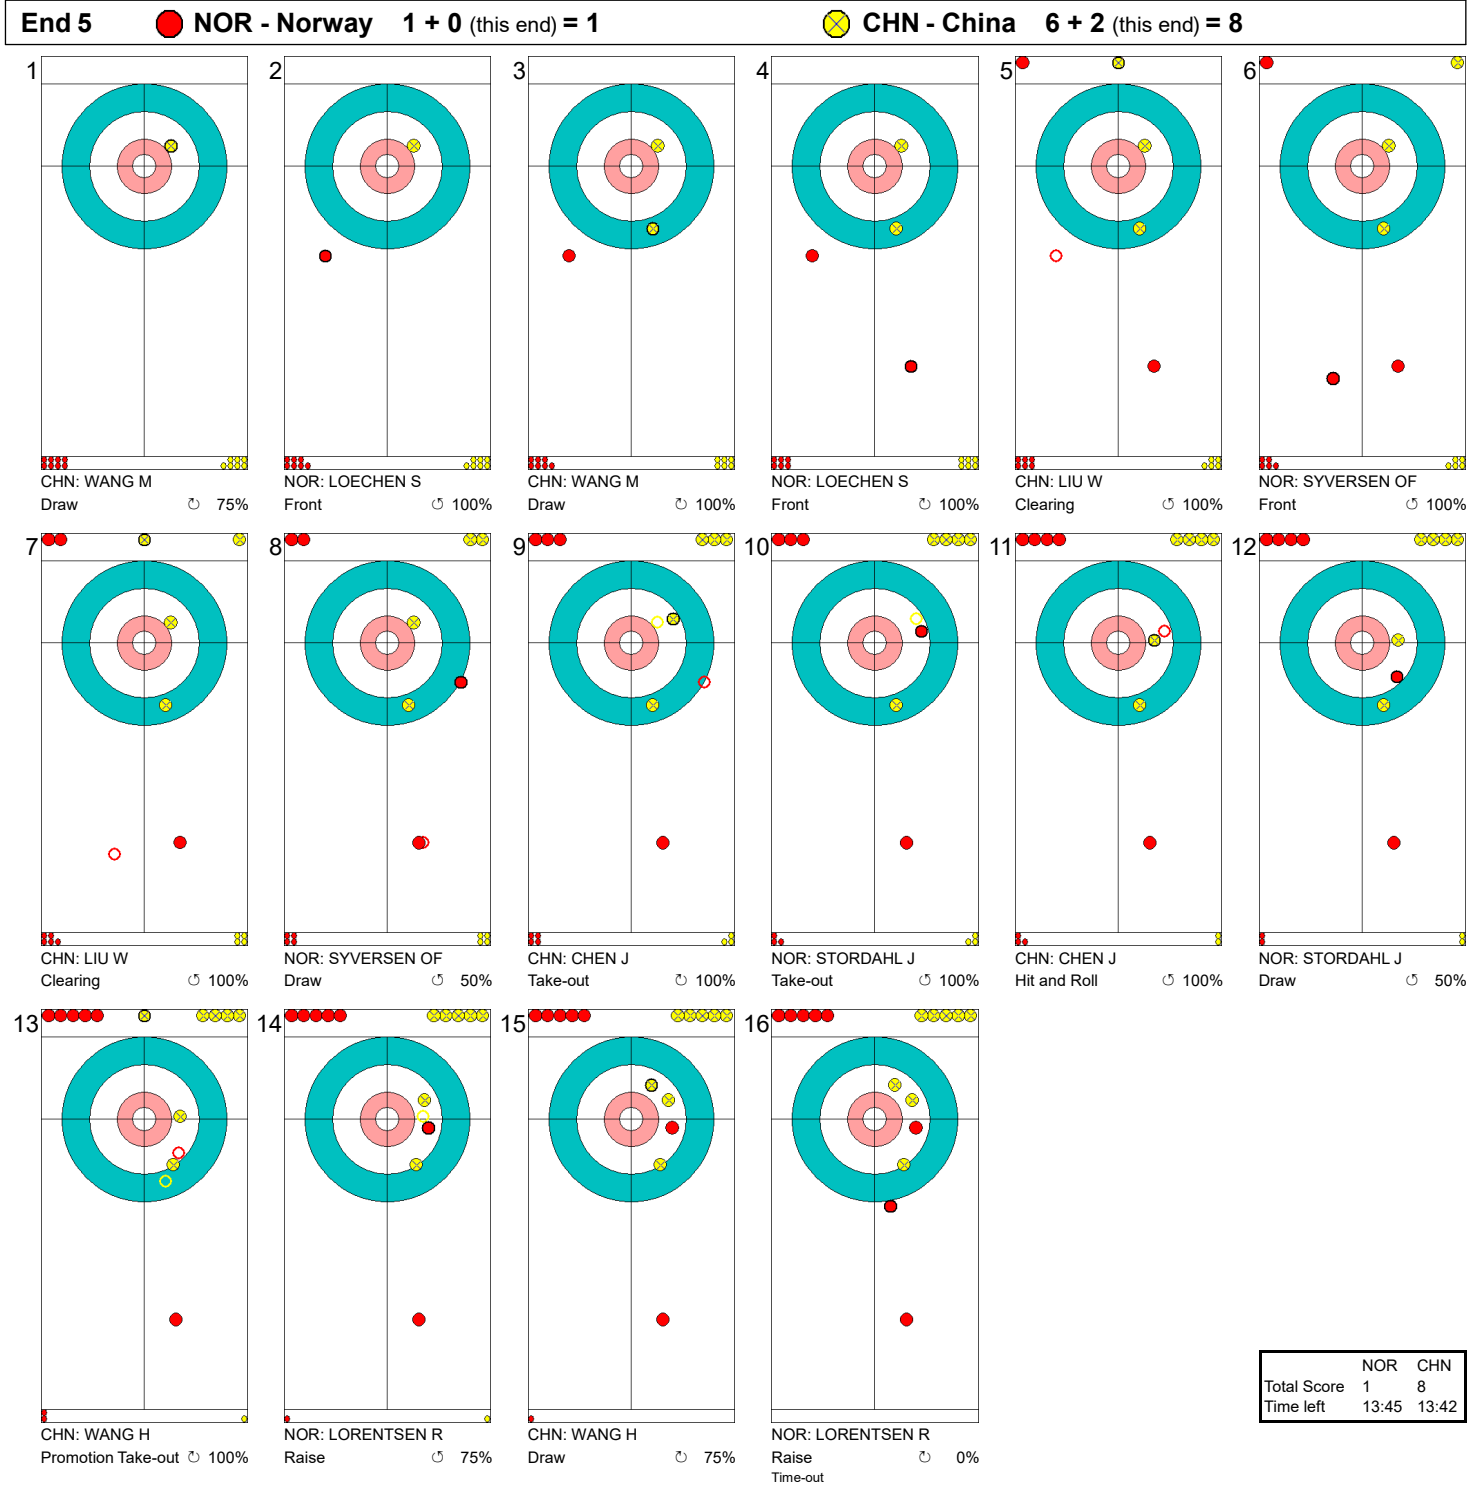 End 5 NOR - Norway 1 + 0 (this end) = 1 CHN - China 6 + 2 (this end) = 8
1 2 3 4 5 6
CHN: WANG M NOR: LOECHEN S CHN: WANG M NOR: LOECHEN S CHN: LIU W NOR: SYVERSEN OF
Draw ↻ 75% Front ↺ 100% Draw ↻ 100% Front ↺ 100% Clearing ↻ 100% Front ↺ 100%
7 8 9 10 11 12
CHN: LIU W NOR: SYVERSEN OF CHN: CHEN J NOR: STORDAHL J CHN: CHEN J NOR: STORDAHL J
Clearing ↺ 100% Draw ↺ 50% Take-out ↺ 100% Take-out ↺ 100% Hit and Roll ↺ 100% Draw ↺ 50%
13 14 15 16
NOR CHN
Total Score 1 8
Time left 13:45 13:42
CHN: WANG H NOR: LORENTSEN R CHN: WANG H NOR: LORENTSEN R
Promotion Take-out ↻ 100% Raise ↺ 75% Draw ↻ 75% Raise ↻ 0%
Time-out